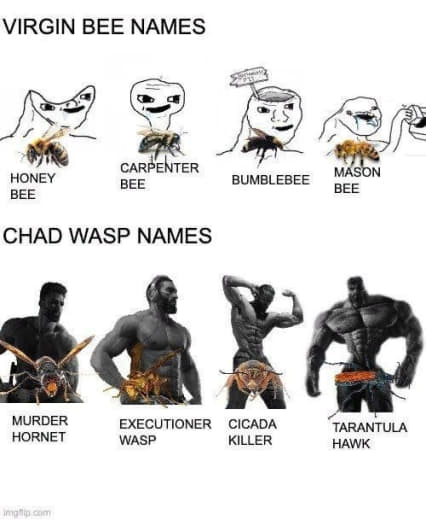 VIRGIN BEE NAMES
HONEY
BEE
CARPENTER
BEE
BUMBLEBEE
MASON
BEE
CHAD WASP NAMES
MURDER
HORNET
EXECUTIONER
WASP
CICADA
KILLER
TARANTULA
HAWK
imgflip.com